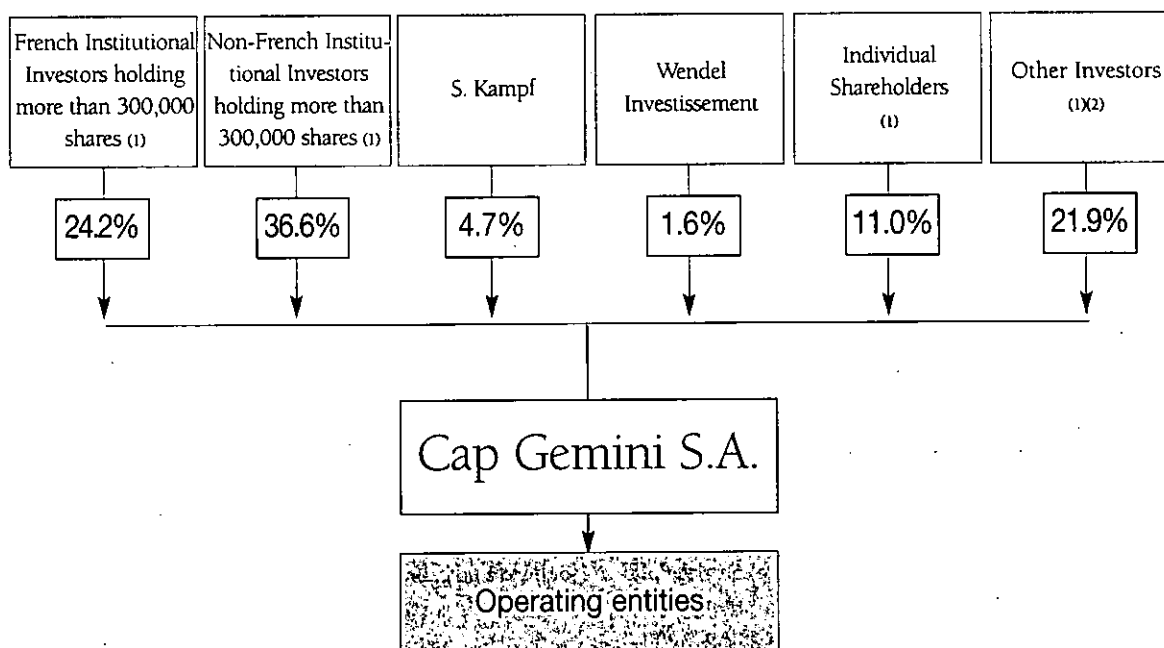 French Institutional
Investors holding
more than 300,000
shares (1)
Non-French Institu-
tional Investors
holding more than
300,000 shares (1)
S. Kampf
Wendel
Investissement
Individual
Shareholders
(1)
Other Investors
(1)(2)
24.2%
36.6%
4.7%
1.6%
11.0%
21.9%
Cap Gemini S.A.
Operating entities